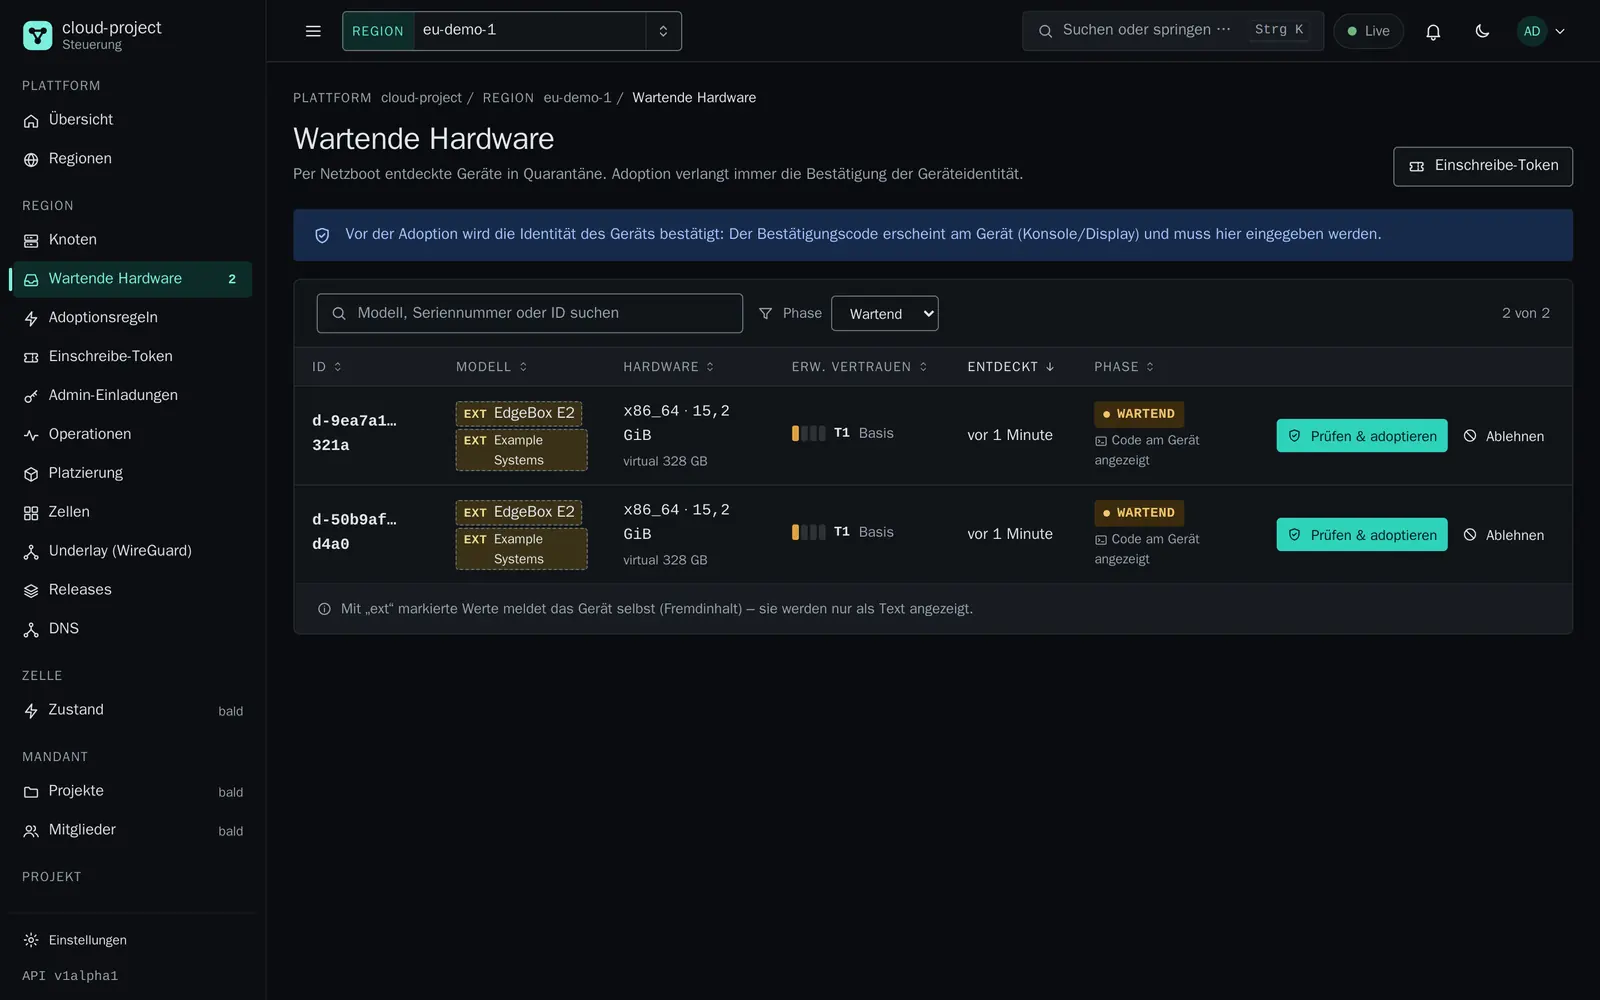 cloud-project
Steuerung
REGION eu-demo-1
Suchen oder springen ··· Strg K
Live
AD
PLATTFORM
Übersicht
Regionen
REGION
Knoten
Wartende Hardware 2
Adoptionsregeln
Einschreibe-Token
Admin-Einladungen
Operationen
Platzierung
Zellen
Underlay (WireGuard)
Releases
DNS
ZELLE
Zustand bald
MANDANT
Projekte bald
Mitglieder bald
PROJEKT
Einstellungen
API v1alpha1
PLATTFORM cloud-project / REGION eu-demo-1 / Wartende Hardware
Wartende Hardware
Per Netzboot entdeckte Geräte in Quarantäne. Adoption verlangt immer die Bestätigung der Geräteidentität.
Einschreibe-Token
Vor der Adoption wird die Identität des Geräts bestätigt: Der Bestätigungscode erscheint am Gerät (Konsole/Display) und muss hier eingegeben werden.
Modell, Seriennummer oder ID suchen
Phase Wartend
2 von 2
ID MODELL HARDWARE ERW. VERTRAUEN ENTDECKT PHASE
d-9ea7a1…
321a
EXT EdgeBox E2
EXT Example
Systems
x86_64 · 15,2
GiB
virtual 328 GB
T1 Basis
vor 1 Minute
WARTEND
Code am Gerät
angezeigt
Prüfen & adoptieren
Ablehnen
d-50b9af…
d4a0
EXT EdgeBox E2
EXT Example
Systems
x86_64 · 15,2
GiB
virtual 328 GB
T1 Basis
vor 1 Minute
WARTEND
Code am Gerät
angezeigt
Prüfen & adoptieren
Ablehnen
Mit „ext“ markierte Werte meldet das Gerät selbst (Fremdinhalt) – sie werden nur als Text angezeigt.